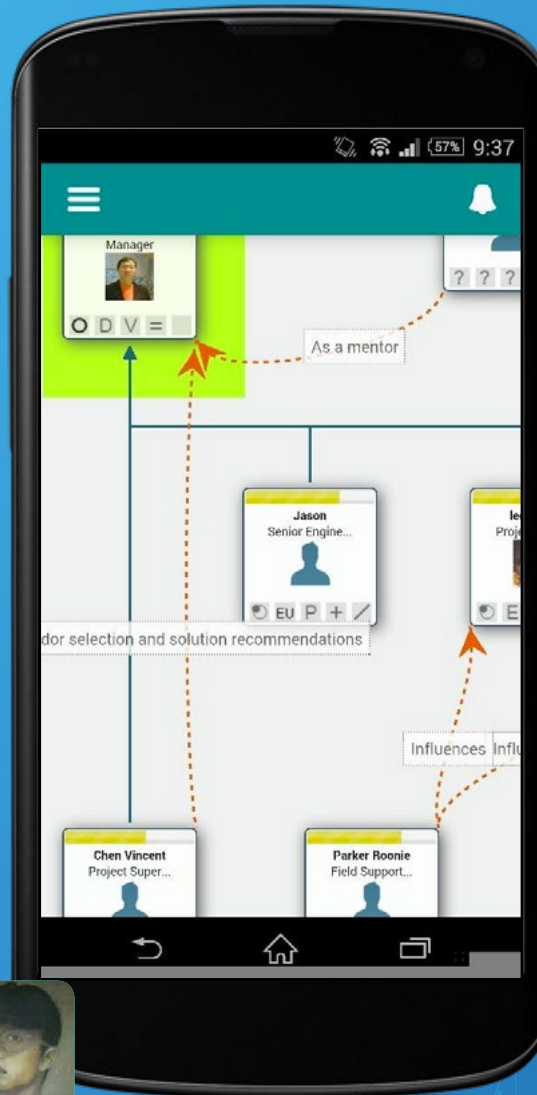 57% 9:37
Manager
? ? ?
O D V =
As a mentor
Jason
Senior Engine...
EU P + /
dor selection and solution recommendations
Influences
Chen Vincent
Project Super...
Parker Roonie
Field Support...